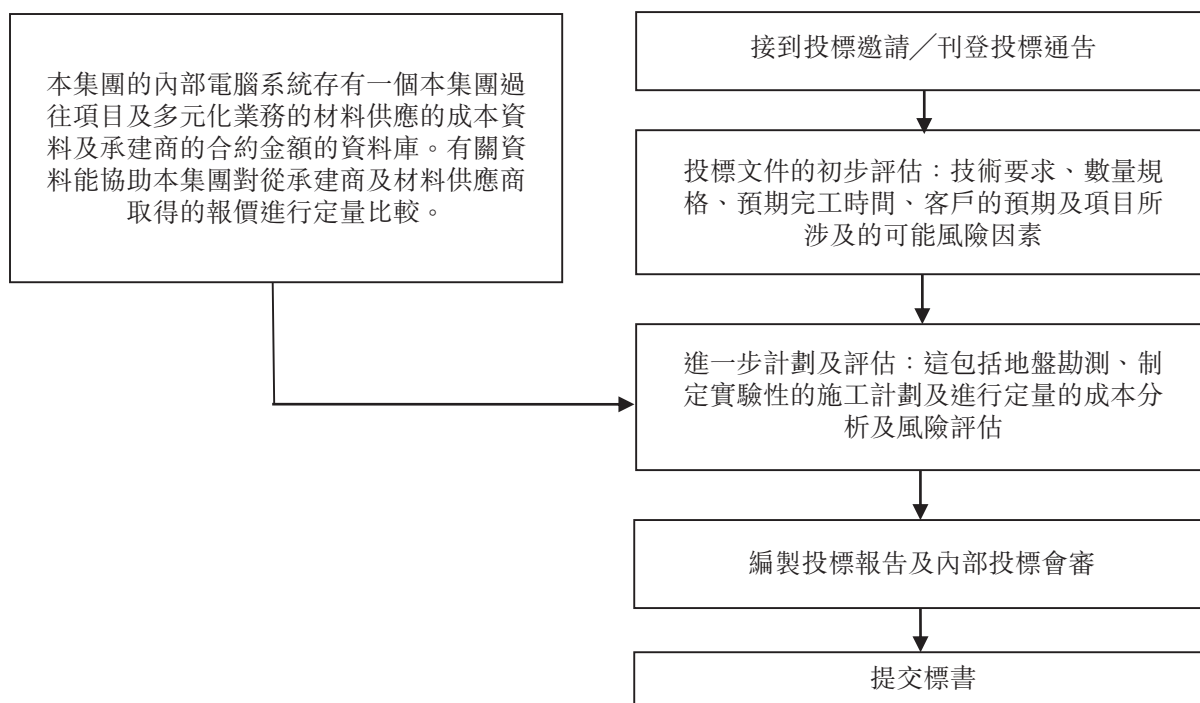 本集團的內部電腦系統存有一個本集團過
往項目及多元化業務的材料供應的成本資
料及承建商的合約金額的資料庫。有關資
料能協助本集團對從承建商及材料供應商
取得的報價進行定量比較。
接到投標邀請／刊登投標通告
投標文件的初步評估：技術要求、數量規
格、預期完工時間、客戶的預期及項目所
涉及的可能風險因素
進一步計劃及評估：這包括地盤勘測、制
定實驗性的施工計劃及進行定量的成本分
析及風險評估
編製投標報告及內部投標會審
提交標書